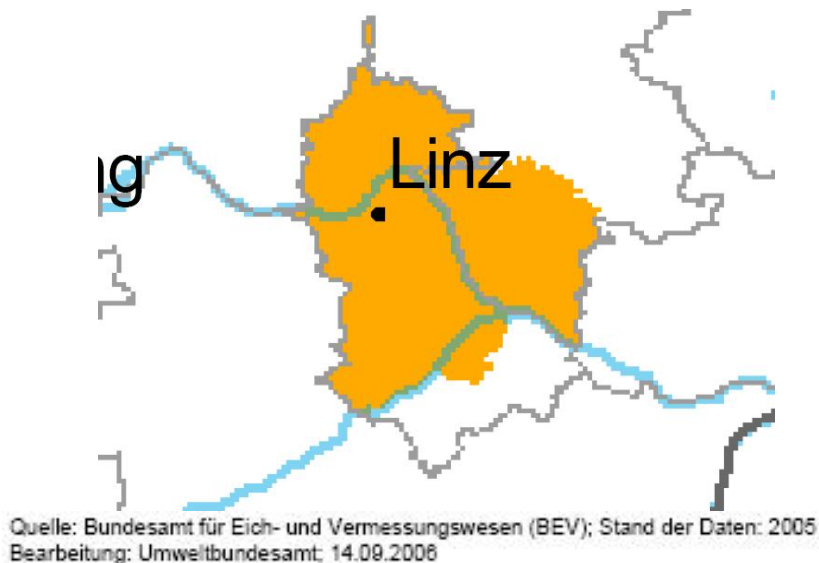 Linz
Quelle: Bundesamt für Eich- und Vermessungswesen (BEV); Stand der Daten: 2005
Bearbeitung: Umweltbundesamt; 14.09.2006